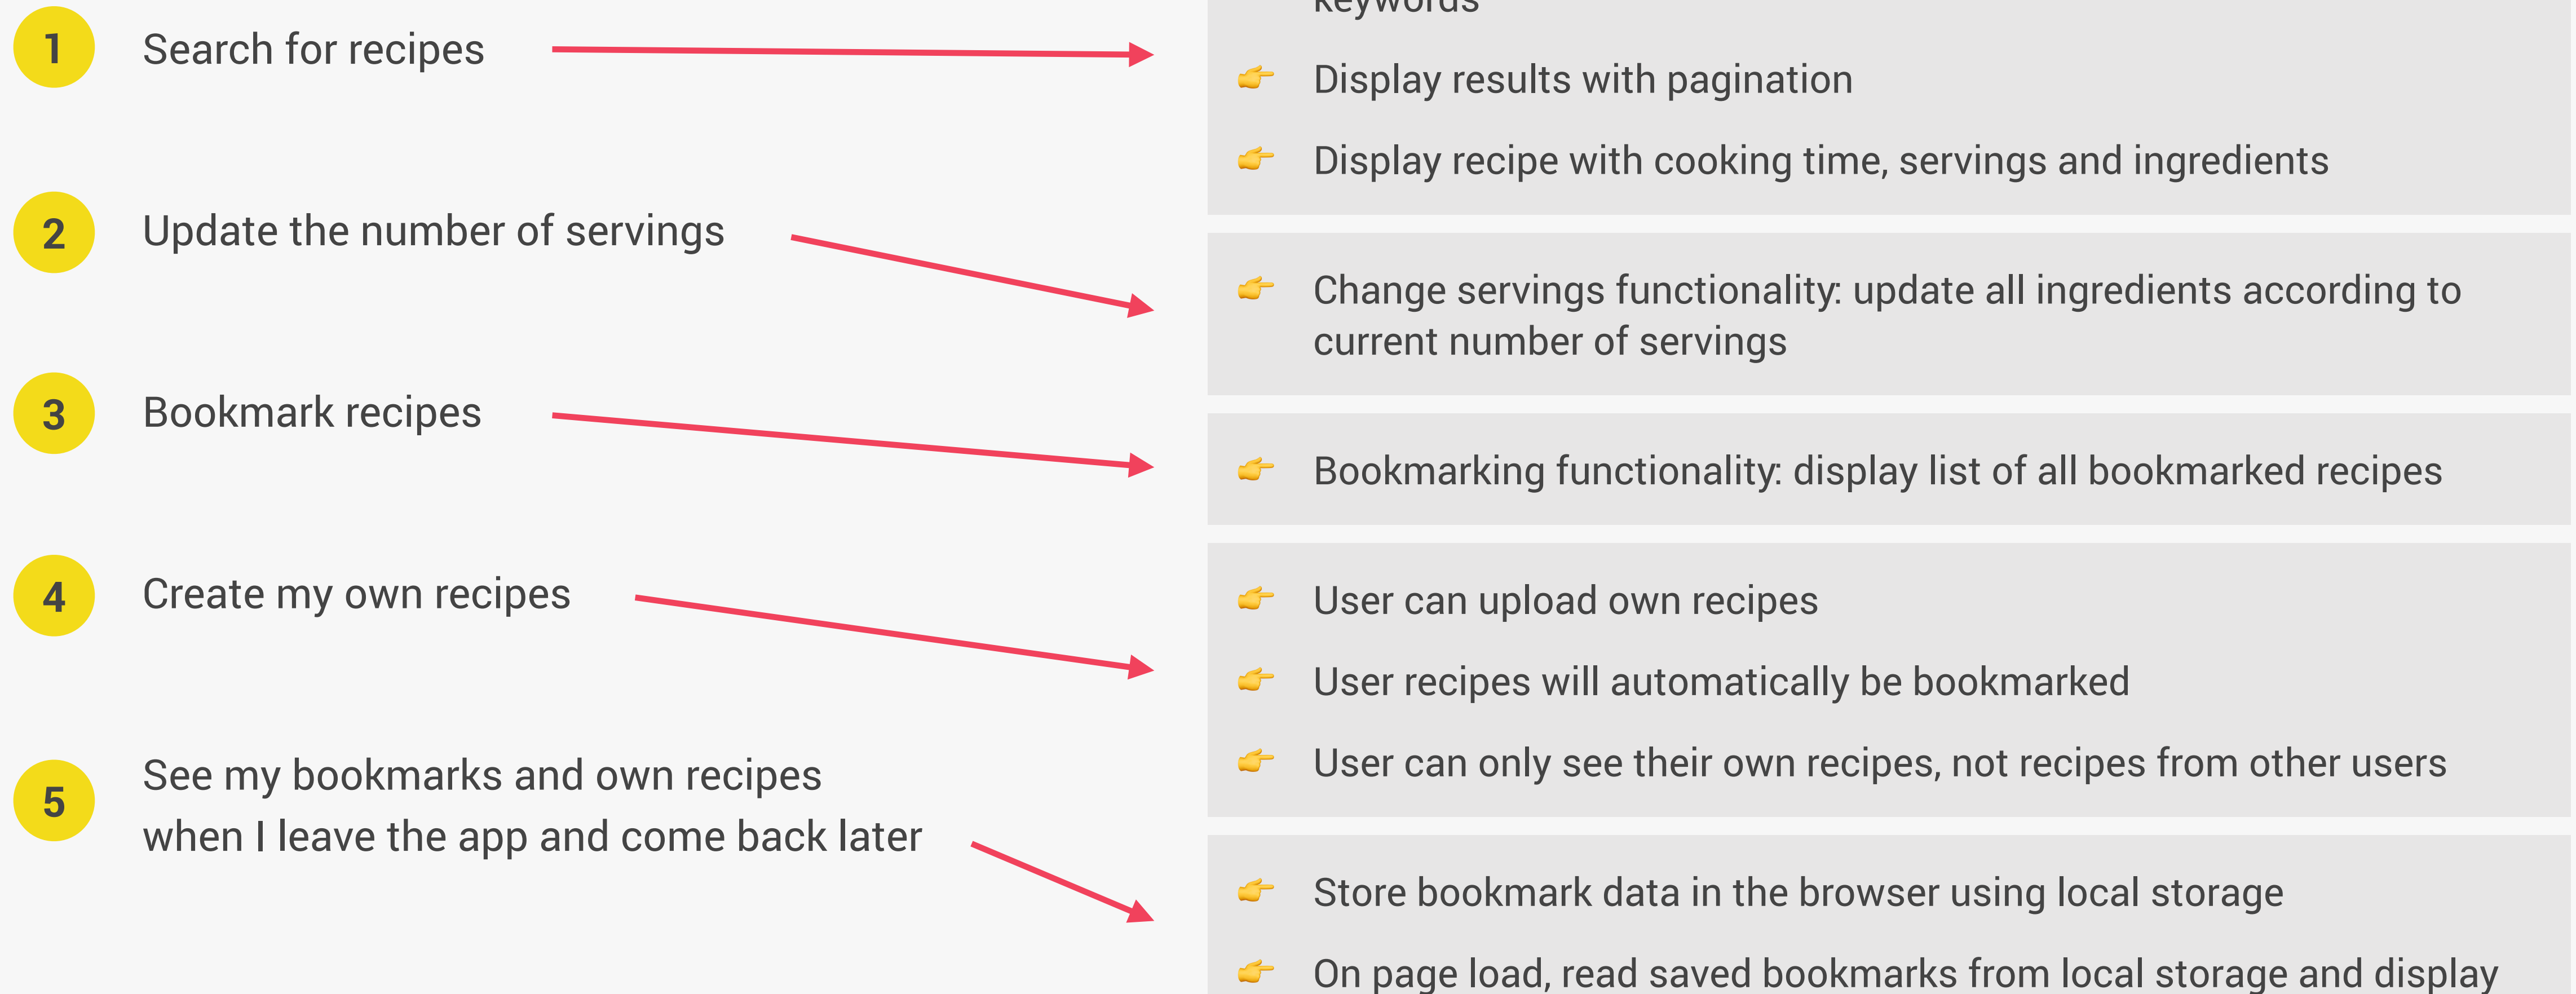 1 Search for recipes
2 Update the number of servings
3 Bookmark recipes
4 Create my own recipes
5 See my bookmarks and own recipes
when I leave the app and come back later
keywords
👉 Display results with pagination
👉 Display recipe with cooking time, servings and ingredients
👉 Change servings functionality: update all ingredients according to
current number of servings
👉 Bookmarking functionality: display list of all bookmarked recipes
👉 User can upload own recipes
👉 User recipes will automatically be bookmarked
👉 User can only see their own recipes, not recipes from other users
👉 Store bookmark data in the browser using local storage
👉 On page load, read saved bookmarks from local storage and display